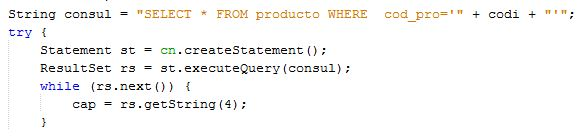 String consul = "SELECT * FROM producto WHERE  cod_pro='" + codi + "'";
try {
    Statement st = cn.createStatement();
    ResultSet rs = st.executeQuery(consul);
    while (rs.next()) {
        cap = rs.getString(4);
    }